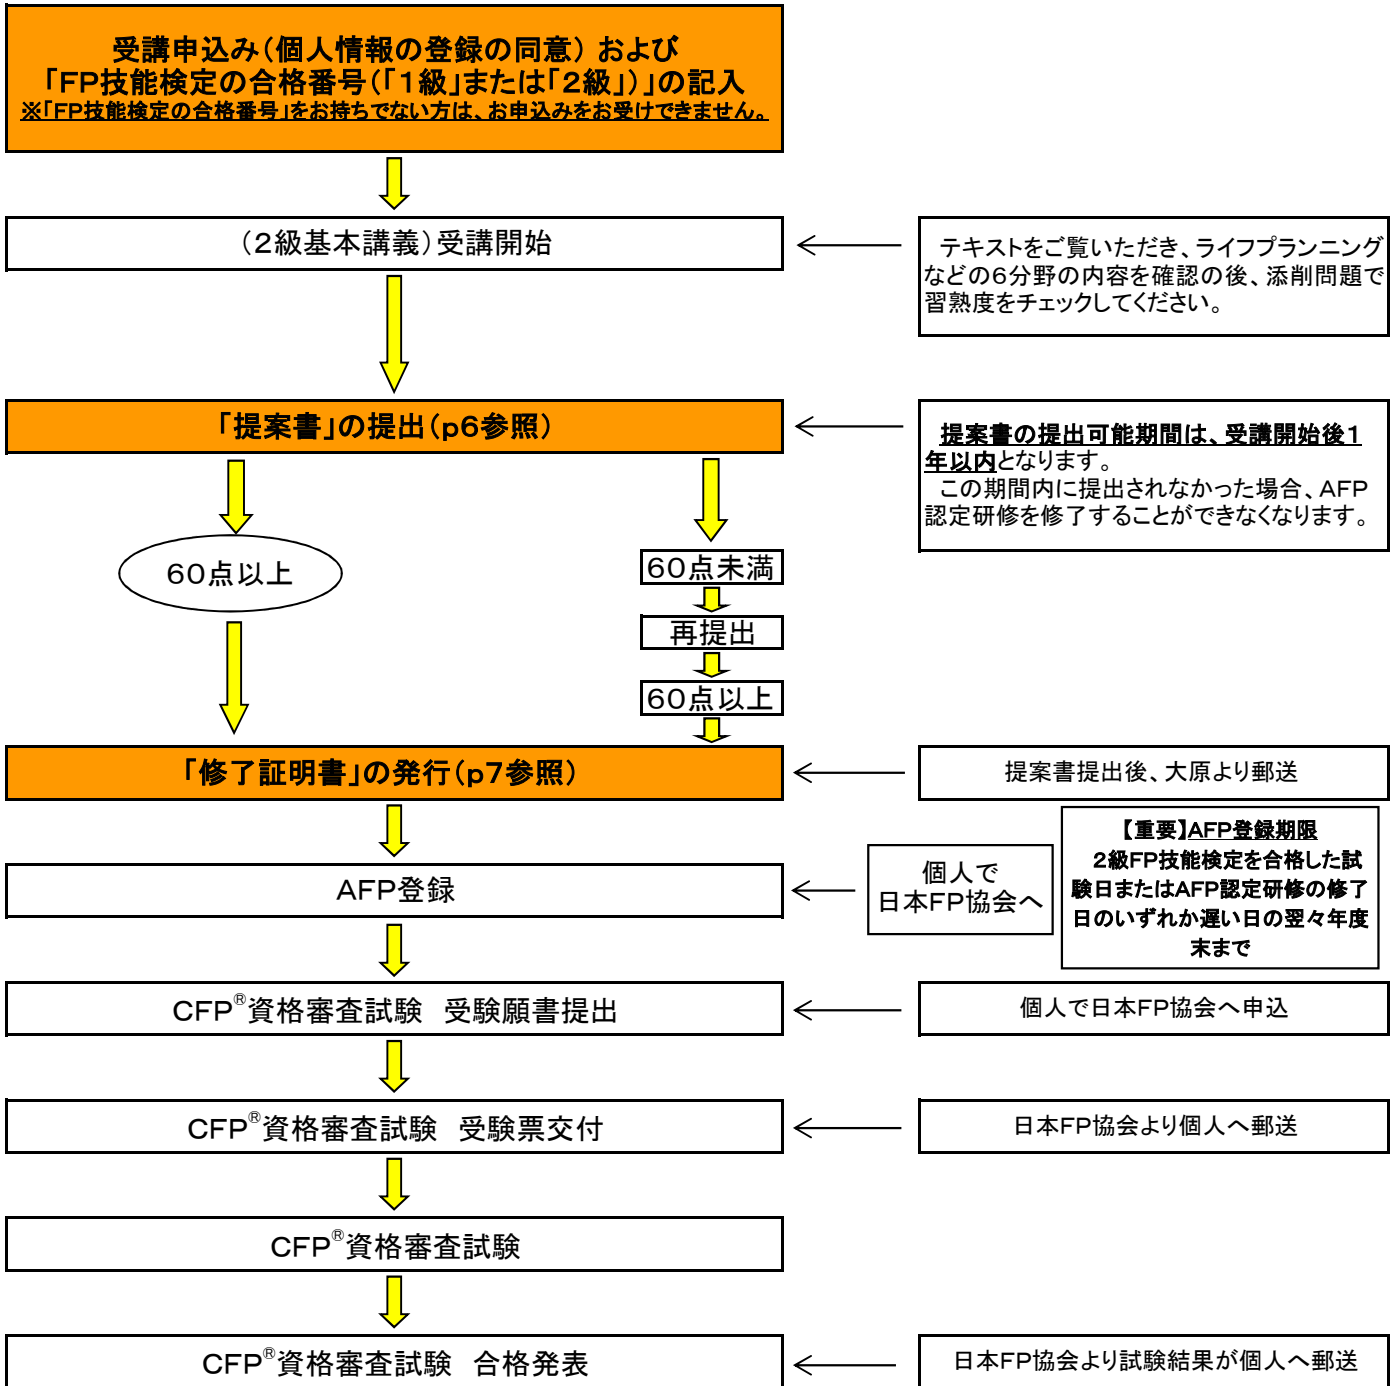 受講申込み(個人情報の登録の同意) および
「FP技能検定の合格番号(「1級」または「2級」)」の記入
※「FP技能検定の合格番号」をお持ちでない方は、お申込みをお受けできません。
(2級基本講義)受講開始
テキストをご覧いただき、ライフプランニング
などの6分野の内容を確認の後、添削問題で
習熟度をチェックしてください。
「提案書」の提出(p6参照)
提案書の提出可能期間は、受講開始後1
年以内となります。
この期間内に提出されなかった場合、AFP
認定研修を修了することができなくなります。
60点以上
60点未満
再提出
60点以上
「修了証明書」の発行(p7参照)
提案書提出後、大原より郵送
AFP登録
個人で
日本FP協会へ
【重要】AFP登録期限
2級FP技能検定を合格した試
験日またはAFP認定研修の修了
日のいずれか遅い日の翌々年度
末まで
CFP®資格審査試験 受験願書提出
個人で日本FP協会へ申込
CFP®資格審査試験 受験票交付
日本FP協会より個人へ郵送
CFP®資格審査試験
CFP®資格審査試験 合格発表
日本FP協会より試験結果が個人へ郵送